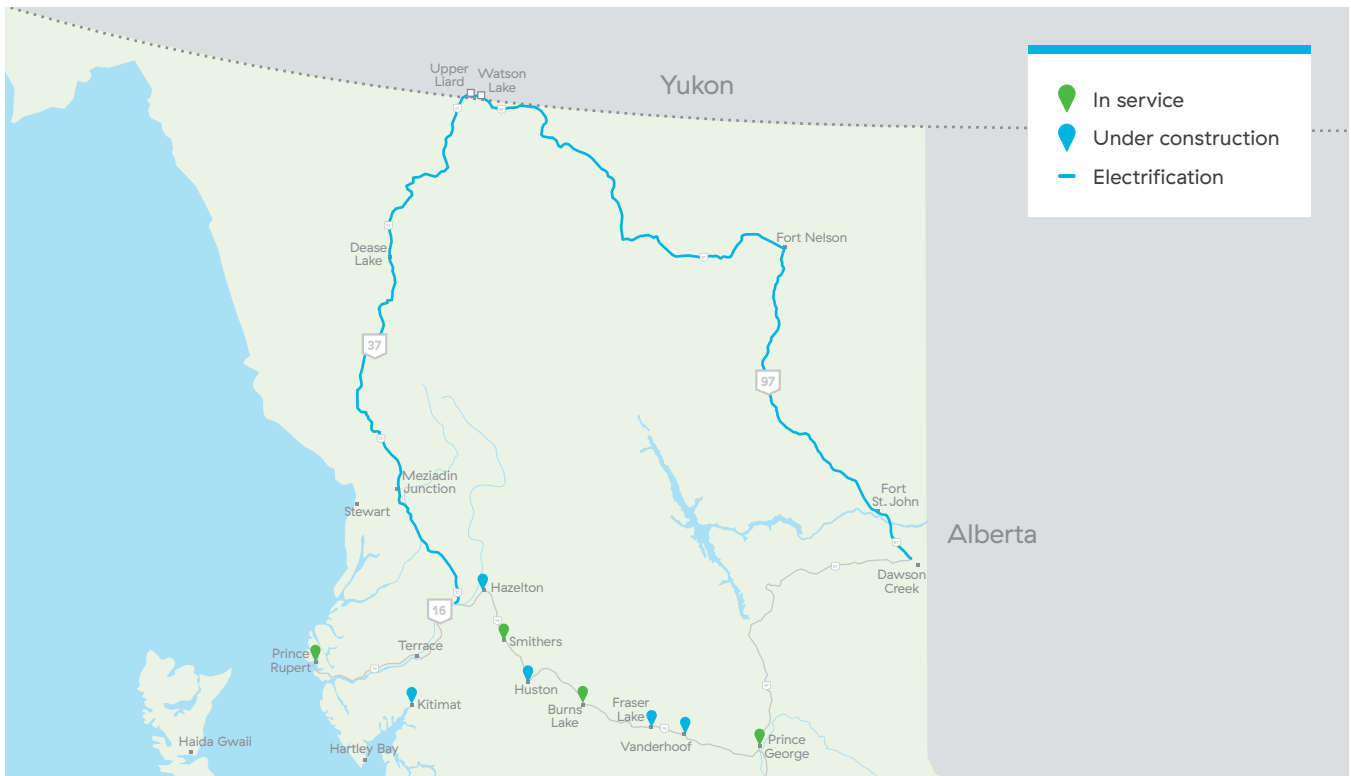 Upper
Liard
Watson
Lake
Yukon
In service
Under construction
Electrification
Dease
Lake
Fort Nelson
37
97
Meziadin
Junction
Stewart
Fort
St. John
Alberta
Dawson
Creek
Hazelton
16
Smithers
Terrace
Prince
Rupert
Huston
Kitimat
Burns
Lake
Fraser
Lake
Vanderhoof
Prince
George
Haida Gwaii
Hartley Bay